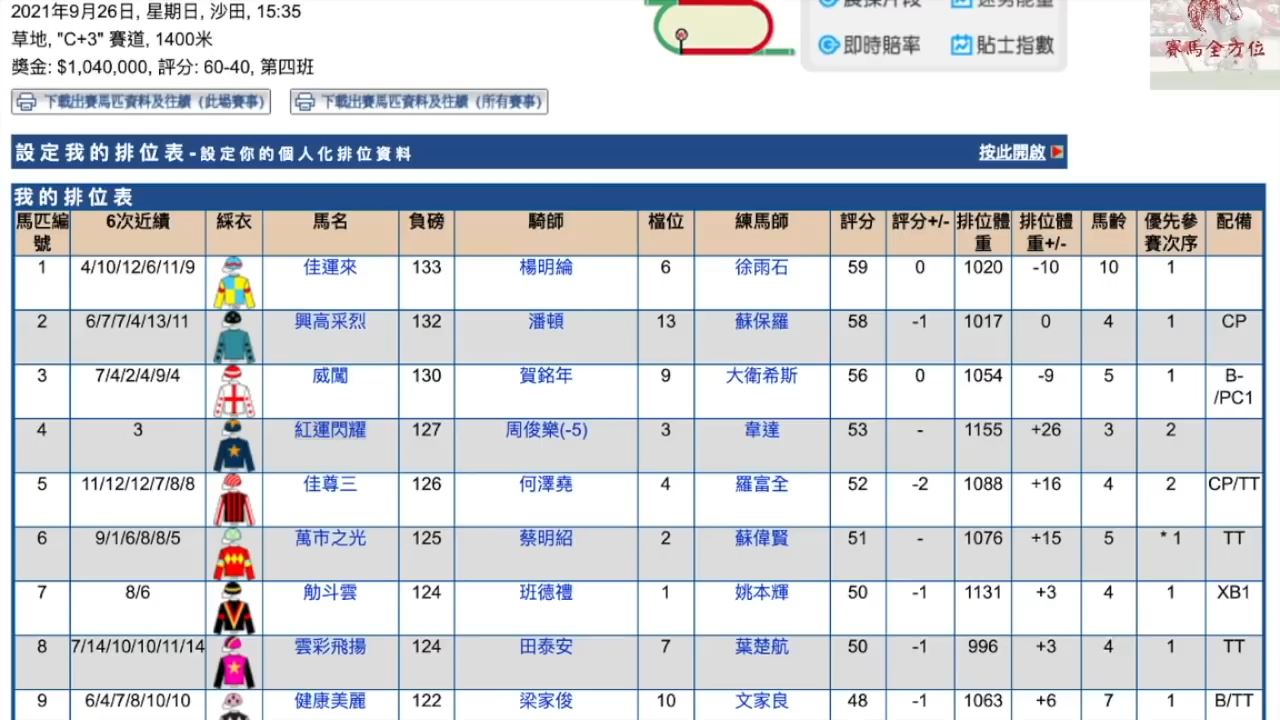 2021年9月26日, 星期日, 沙田, 15:35
草地, "C+3" 賽道, 1400米
獎金: $1,040,000, 評分: 60-40, 第四班
晨操片段
即時賠率
貼士指數
賽馬全方位
下載出賽馬匹資料及往績 (此場賽事)
下載出賽馬匹資料及往績 (所有賽事)
設定我的排位表-設定你的個人化排位資料
按此開啟
我的排位表
馬匹編號 6次近績 綵衣 馬名 負磅 騎師 檔位 練馬師 評分 評分+/- 排位體重 排位體重+/- 馬齡 優先參賽次序 配備
1 4/10/12/6/11/9 佳運來 133 楊明綸 6 徐雨石 59 0 1020 -10 10 1
2 6/7/7/4/13/11 興高采烈 132 潘頓 13 蘇保羅 58 -1 1017 0 4 1 CP
3 7/4/2/4/9/4 威闖 130 賀銘年 9 大衛希斯 56 0 1054 -9 5 1 B-/PC1
4 3 紅運閃耀 127 周俊樂(-5) 3 韋達 53 - 1155 +26 3 2
5 11/12/12/7/8/8 佳尊三 126 何澤堯 4 羅富全 52 -2 1088 +16 4 2 CP/TT
6 9/1/6/8/8/5 萬市之光 125 蔡明紹 2 蘇偉賢 51 - 1076 +15 5 * 1 TT
7 8/6 觔斗雲 124 班德禮 1 姚本輝 50 -1 1131 +3 4 1 XB1
8 7/14/10/10/11/14 雲彩飛揚 124 田泰安 7 葉楚航 50 -1 996 +3 4 1 TT
9 6/4/7/8/10/10 健康美麗 122 梁家俊 10 文家良 48 -1 1063 +6 7 1 B/TT